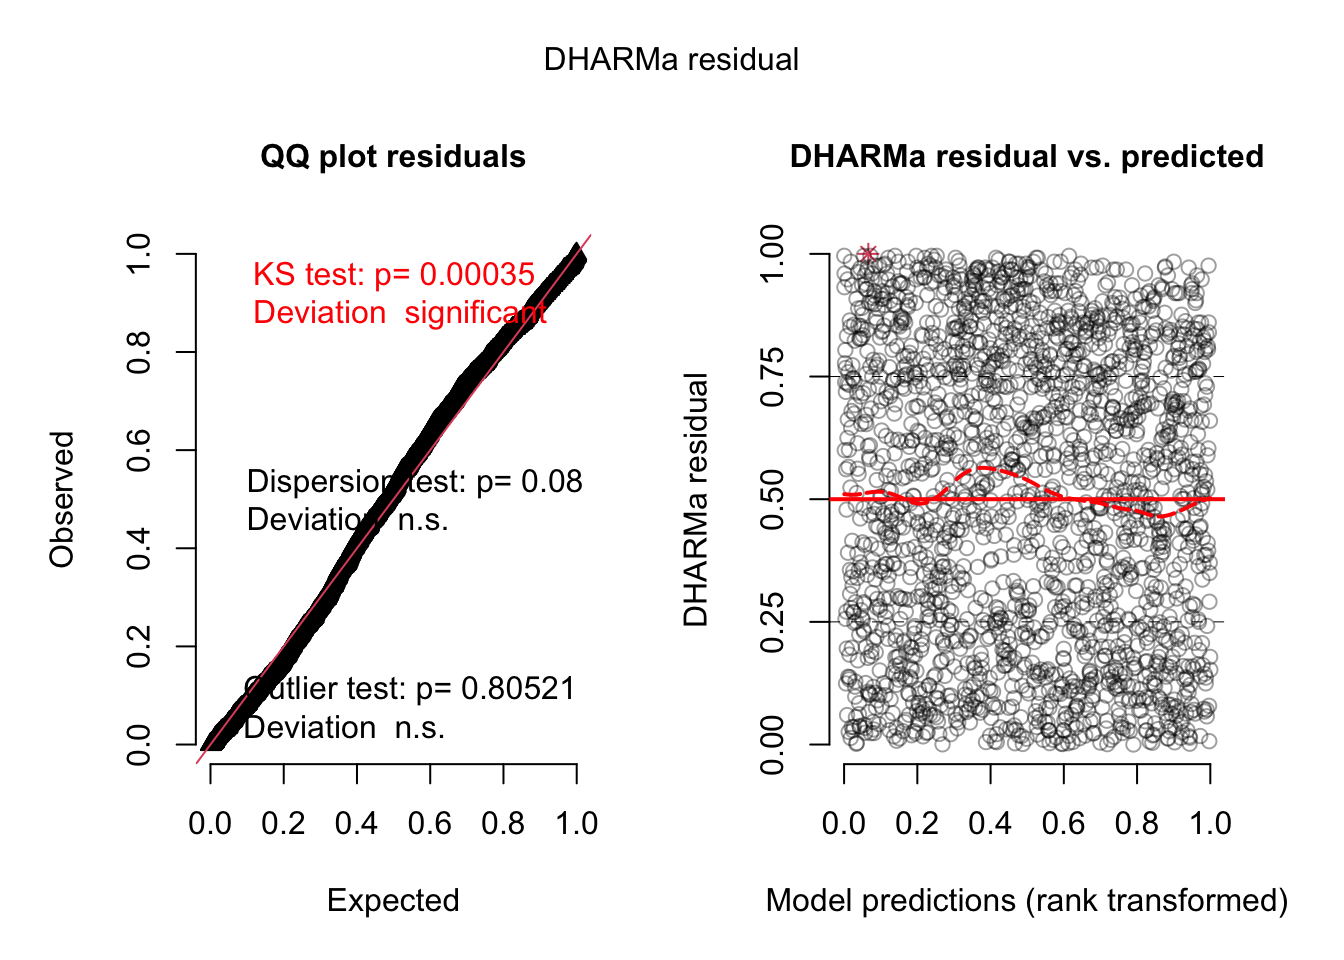 DHARMa residual
QQ plot residuals
KS test: p= 0.00035
Deviation  significant
Dispersion test: p= 0.08
Deviation  n.s.
Outlier test: p= 0.80521
Deviation  n.s.
Observed
0.0 0.2 0.4 0.6 0.8 1.0
0.0 0.2 0.4 0.6 0.8 1.0
Expected
DHARMa residual vs. predicted
DHARMa residual
0.00 0.25 0.50 0.75 1.00
0.0 0.2 0.4 0.6 0.8 1.0
Model predictions (rank transformed)